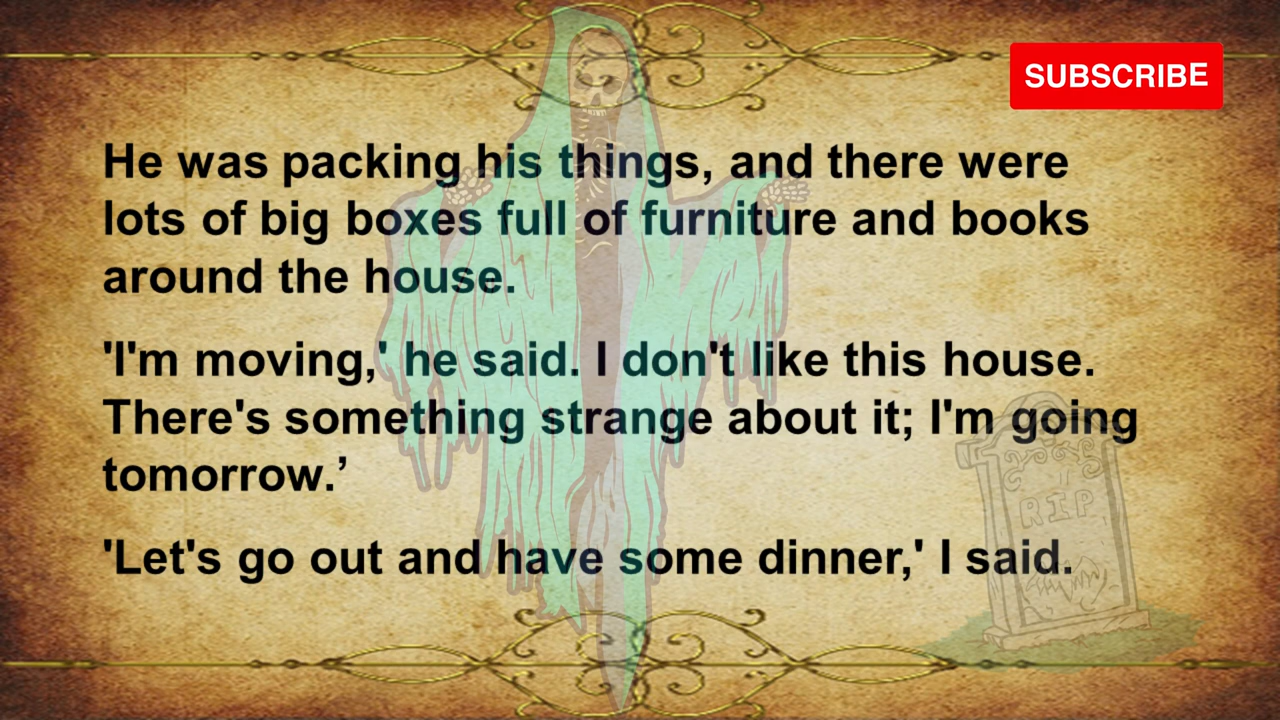 SUBSCRIBE
He was packing his things, and there were
lots of big boxes full of furniture and books
around the house.
'I'm moving,' he said. I don't like this house.
There's something strange about it; I'm going
tomorrow.’
'Let's go out and have some dinner,' I said.
RIP